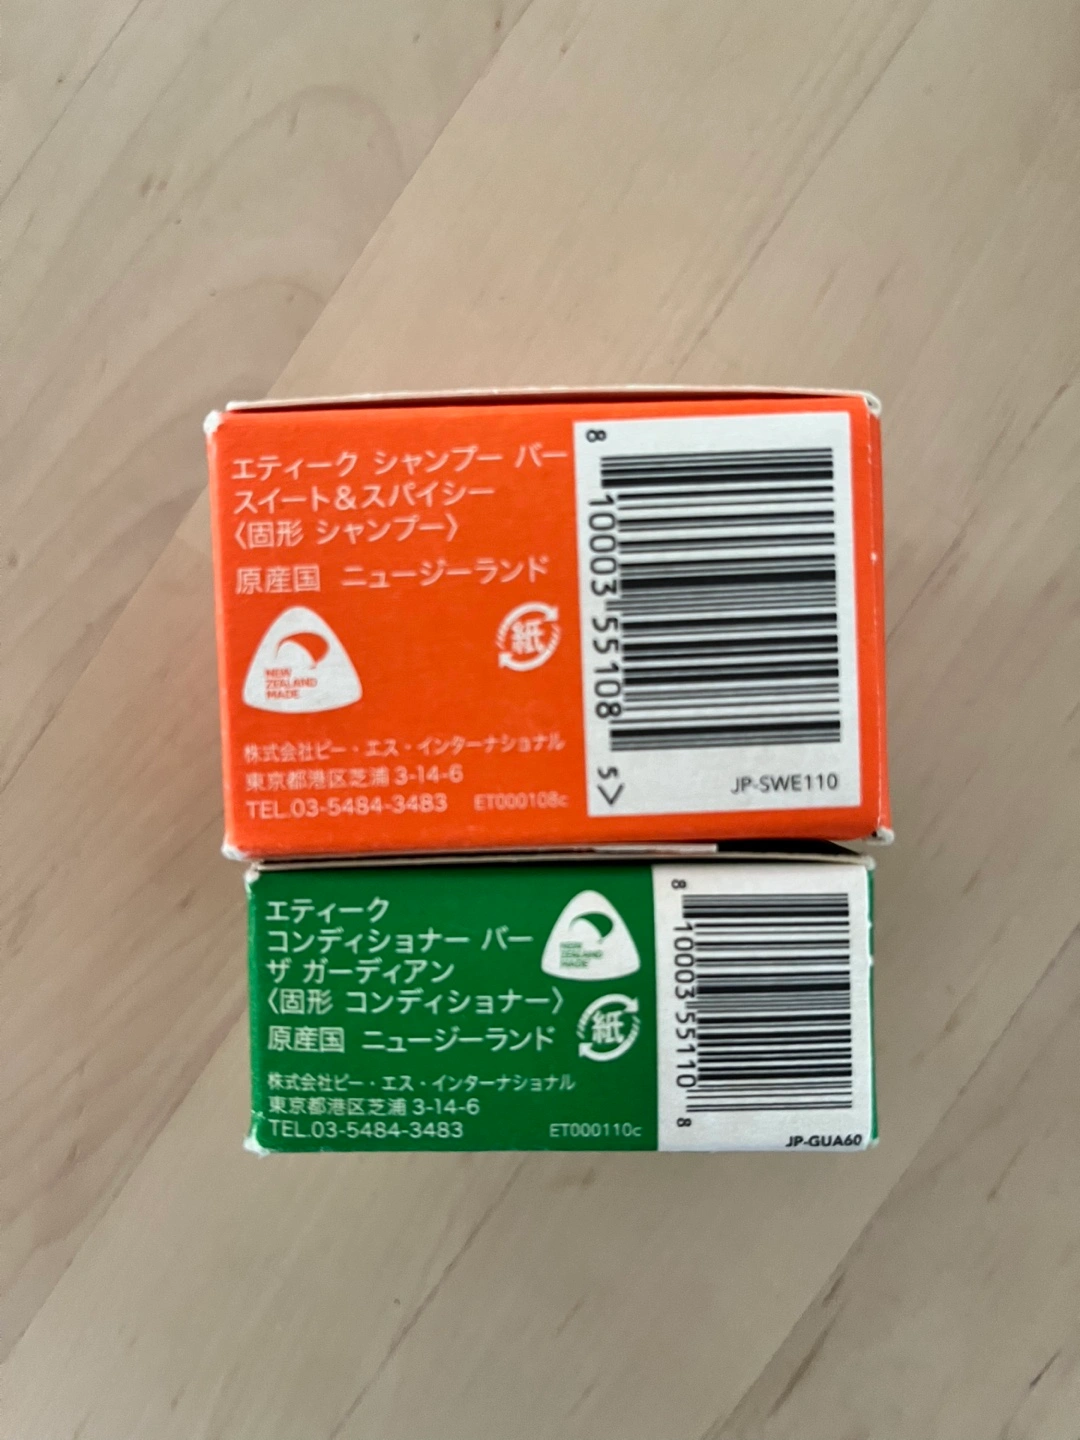 エティーク シャンプー バー
スイート&スパイシー
〈固形 シャンプー〉
原産国 ニュージーランド
NEW
ZEALAND
MADE
紙
株式会社ピー・エス・インターナショナル
東京都港区芝浦 3-14-6
TEL.03-5484-3483 ET000108c
8 10003 55108 5>
JP-SWE110
エティーク
コンディショナー バー
ザ ガーディアン
〈固形 コンディショナー〉
原産国 ニュージーランド
NEW
ZEALAND
MADE
紙
株式会社ピー・エス・インターナショナル
東京都港区芝浦 3-14-6
TEL.03-5484-3483 ET000110c
8 10003 55110 8
JP-GUA60